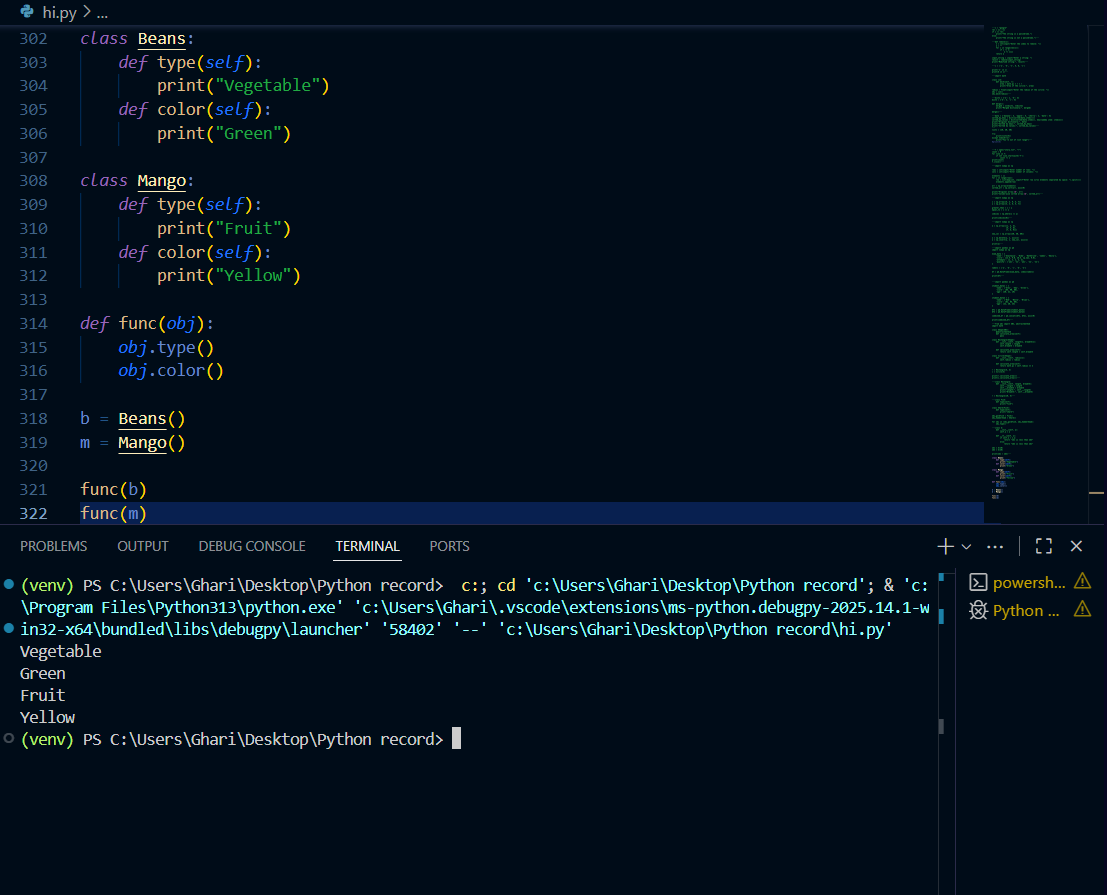 hi.py > ...
302 class Beans:
303     def type(self):
304         print("Vegetable")
305     def color(self):
306         print("Green")
307
308 class Mango:
309     def type(self):
310         print("Fruit")
311     def color(self):
312         print("Yellow")
313
314 def func(obj):
315     obj.type()
316     obj.color()
317
318 b = Beans()
319 m = Mango()
320
321 func(b)
322 func(m)
PROBLEMS OUTPUT DEBUG CONSOLE TERMINAL PORTS
(venv) PS C:\Users\Ghari\Desktop\Python record>  c:; cd 'c:\Users\Ghari\Desktop\Python record'; & 'c:
\Program Files\Python313\python.exe' 'c:\Users\Ghari\.vscode\extensions\ms-python.debugpy-2025.14.1-w
in32-x64\bundled\libs\debugpy\launcher' '58402' '--' 'c:\Users\Ghari\Desktop\Python record\hi.py'
Vegetable
Green
Fruit
Yellow
(venv) PS C:\Users\Ghari\Desktop\Python record>
powersh...
Python ...